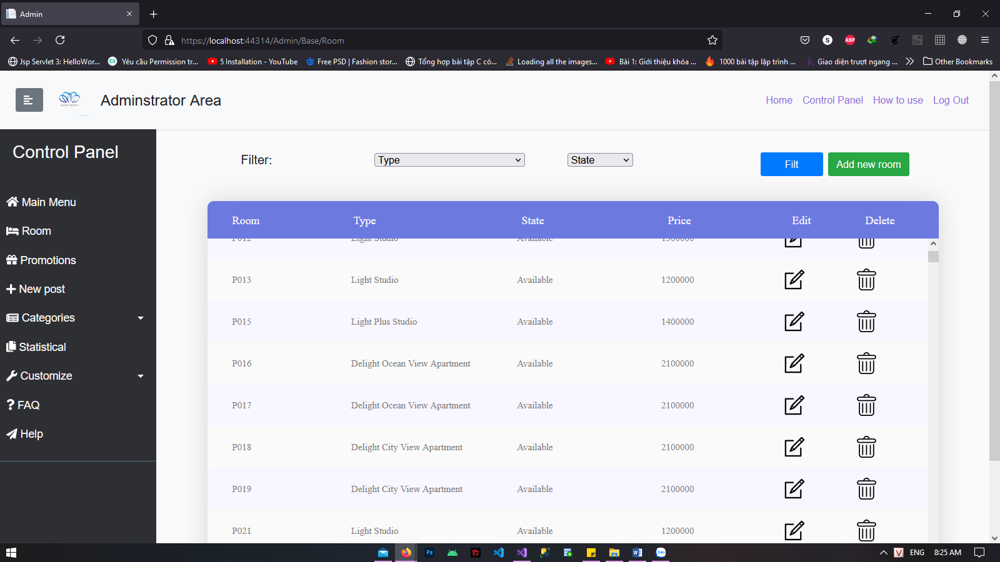 Admin
https://localhost:44314/Admin/Base/Room
Jsp Servlet 3: HelloWor...
Yêu cầu Permission tr...
5 Installation - YouTube
Free PSD | Fashion stor...
Tổng hợp bài tập C có...
Loading all the images...
Bài 1: Giới thiệu khóa ...
1000 bài tập lập trình ...
Giao diện trượt ngang ...
Other Bookmarks
Adminstrator Area
Home Control Panel How to use Log Out
Control Panel
Main Menu
Room
Promotions
New post
Categories
Statistical
Customize
FAQ
Help
Filter: Type State Filt Add new room
Room Type State Price Edit Delete
P012 Light Studio Available 1500000
P013 Light Studio Available 1200000
P015 Light Plus Studio Available 1400000
P016 Delight Ocean View Apartment Available 2100000
P017 Delight Ocean View Apartment Available 2100000
P018 Delight City View Apartment Available 2100000
P019 Delight City View Apartment Available 2100000
P021 Light Studio Available 1200000
ENG 8:25 AM